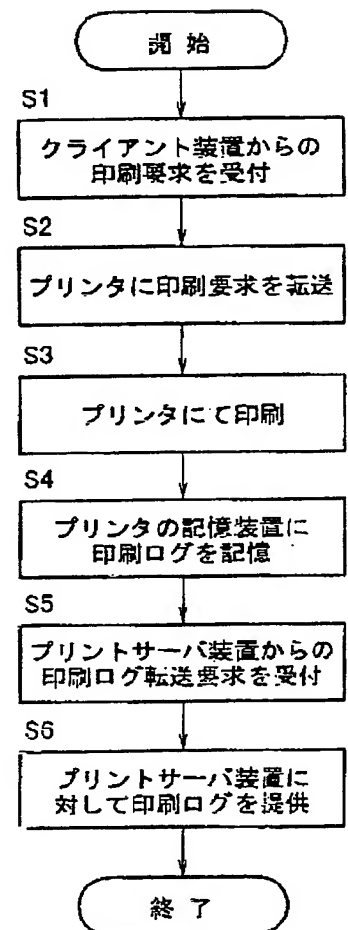 開 始
S1
クライアント装置からの
印刷要求を受付
S2
プリンタに印刷要求を転送
S3
プリンタにて印刷
S4
プリンタの記憶装置に
印刷ログを記憶
S5
プリントサーバ装置からの
印刷ログ転送要求を受付
S6
プリントサーバ装置に
対して印刷ログを提供
終 了